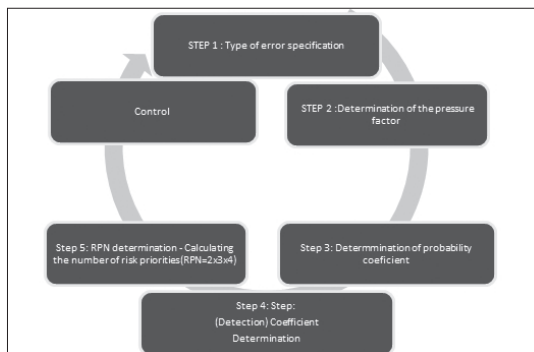 STEP 1 : Type of error specification
STEP 2 :Determination of the pressure
factor
Step 3: Determmination of probability
coeficient
Step 4: Step:
(Detection) Coefficient
Determination
Step 5: RPN determination - Calculating
the number of risk priorities(RPN=2x3x4)
Control